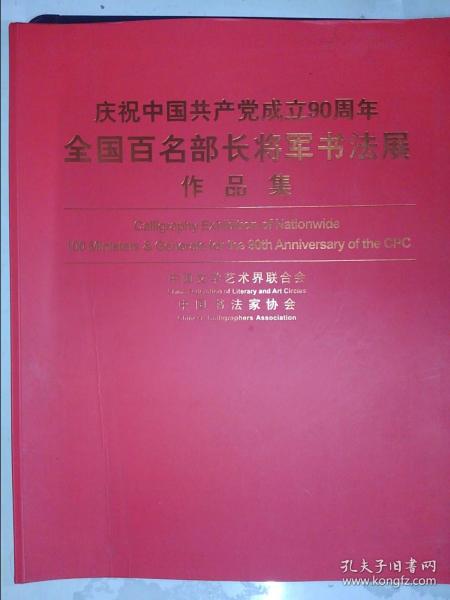 庆祝中国共产党成立90周年
全国百名部长将军书法展
作品集
Calligraphy Exhibition of Nationwide
100 Ministers & Generals for the 90th Anniversary of the CPC
中国文学艺术界联合会
of Literary and Art Circles
中国书法家协会
Calligraphers Association
孔夫子旧书网
www.kongfz.com